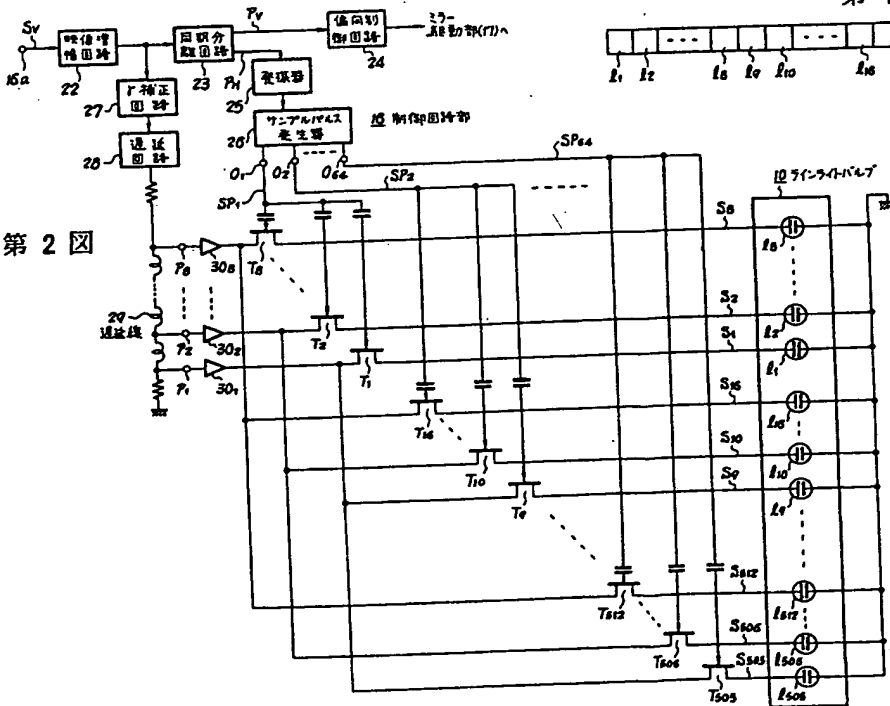 第
Sv
16a
映像増
幅回路
22
同期分
離回路
23
Pv
PH
偏向制
御回路
24
ミラー
駆動部(17)へ
発振器
25
γ補正
回路
27
遅延
回路
28
サンプルパルス
発生器
26
16 制御回路部
O1
O2
O64
SP1
SP2
SP64
l1
l2
l8
l9
l10
l16
10 ラインライトバルブ
第2図
29
遅延線
P8
P2
P1
308
302
301
T8
T2
T1
T16
T10
T9
T512
T506
T505
S8
S2
S1
S16
S10
S9
S512
S506
S505
l8
l2
l1
l16
l10
l9
l512
l506
l505